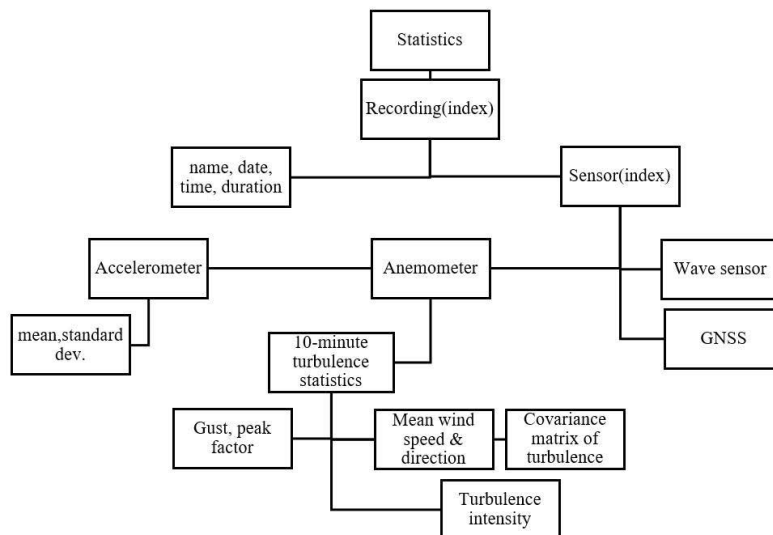 Statistics
Recording(index)
name, date,
time, duration
Sensor(index)
Accelerometer
Anemometer
Wave sensor
mean,standard
dev.
10-minute
turbulence
statistics
GNSS
Gust, peak
factor
Mean wind
speed &
direction
Covariance
matrix of
turbulence
Turbulence
intensity